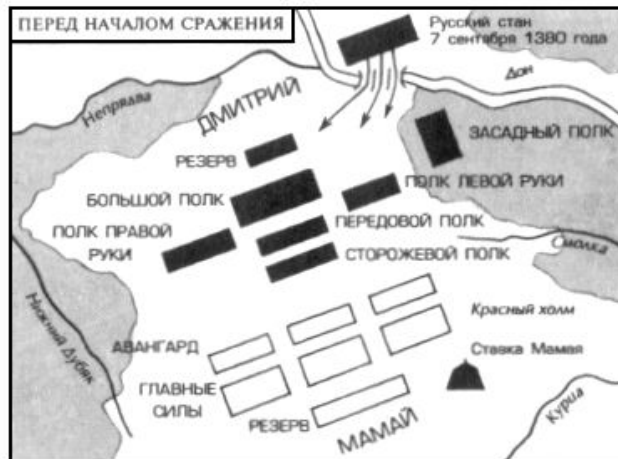 ПЕРЕД НАЧАЛОМ СРАЖЕНИЯ
Русский стан
7 сентября 1380 года
Дон
Непрядва
ДМИТРИЙ
ЗАСАДНЫЙ ПОЛК
РЕЗЕРВ
БОЛЬШОЙ ПОЛК
ПОЛК ЛЕВОЙ РУКИ
ПОЛК ПРАВОЙ
РУКИ
ПЕРЕДОВОЙ ПОЛК
СТОРОЖЕВОЙ ПОЛК
Смолка
Нижний Дубяк
Красный холм
АВАНГАРД
Ставка Мамая
ГЛАВНЫЕ
СИЛЫ
РЕЗЕРВ
МАМАЙ
Курца